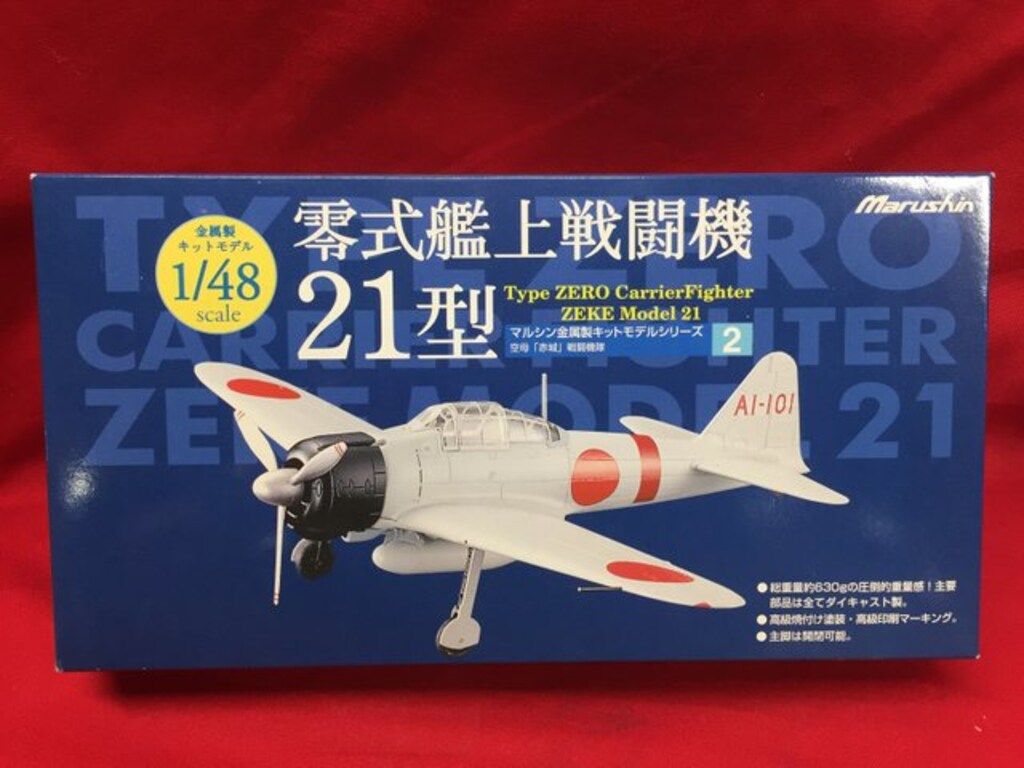 TYPE ZERO
CARRIER FIGHTER
ZEKE MODEL 21
Marushin
金属製
キットモデル
1/48
scale
零式艦上戦闘機
21型
Type ZERO CarrierFighter
ZEKE Model 21
マルシン金属製キットモデルシリーズ
空母「赤城」戦闘機隊
2
AI-101
●総重量約630gの圧倒的重量感！主要
部品は全てダイキャスト製。
●高級焼付け塗装・高級印刷マーキング。
●主脚は開閉可能。